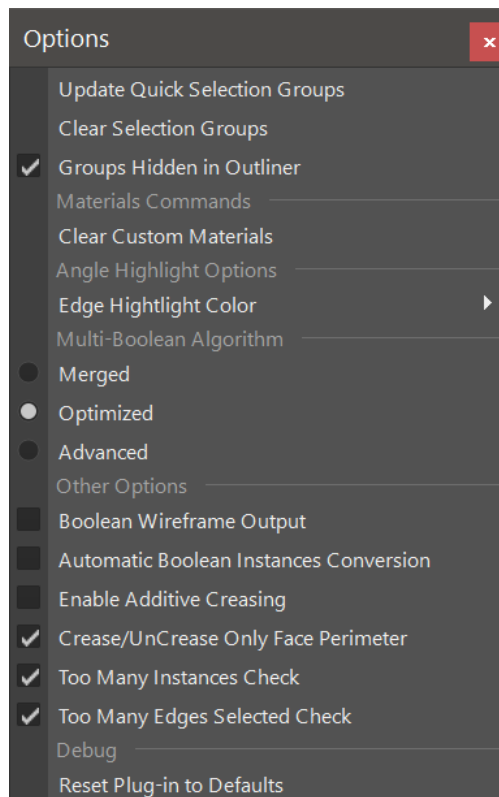 Options
Update Quick Selection Groups
Clear Selection Groups
Groups Hidden in Outliner
Materials Commands
Clear Custom Materials
Angle Highlight Options
Edge Hightlight Color
Multi-Boolean Algorithm
Merged
Optimized
Advanced
Other Options
Boolean Wireframe Output
Automatic Boolean Instances Conversion
Enable Additive Creasing
Crease/UnCrease Only Face Perimeter
Too Many Instances Check
Too Many Edges Selected Check
Debug
Reset Plug-in to Defaults